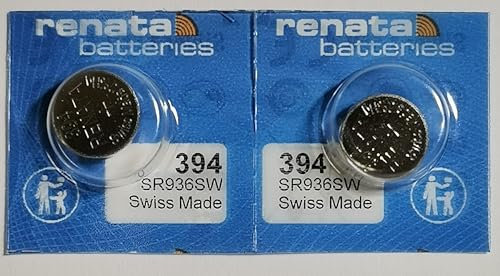 renata
batteries
394
SR936SW
Swiss Made
renata
batteries
394
SR936SW
Swiss Made